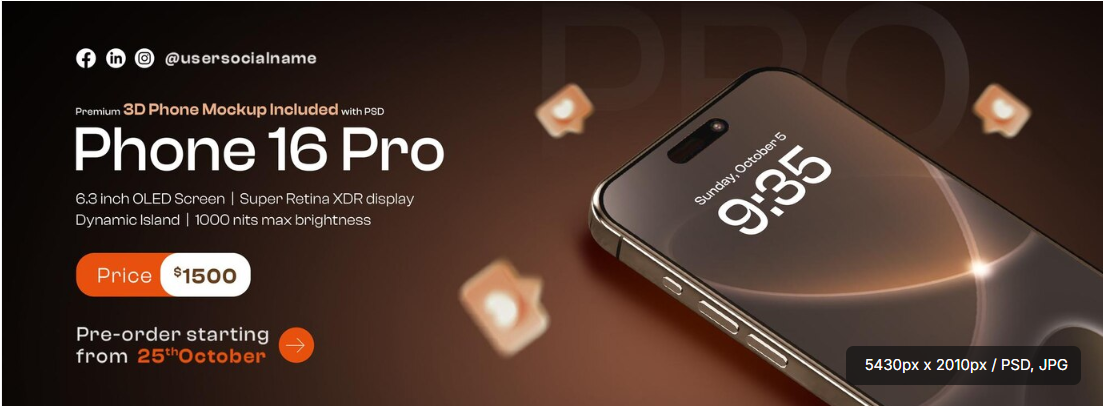 @usersocialname
Premium 3D Phone Mockup Included with PSD
Phone 16 Pro
6.3 inch OLED Screen | Super Retina XDR display
Dynamic Island | 1000 nits max brightness
Price $1500
Pre-order starting
from 25thOctober
PRO
Sunday, October 5
9:35
5430px x 2010px / PSD, JPG